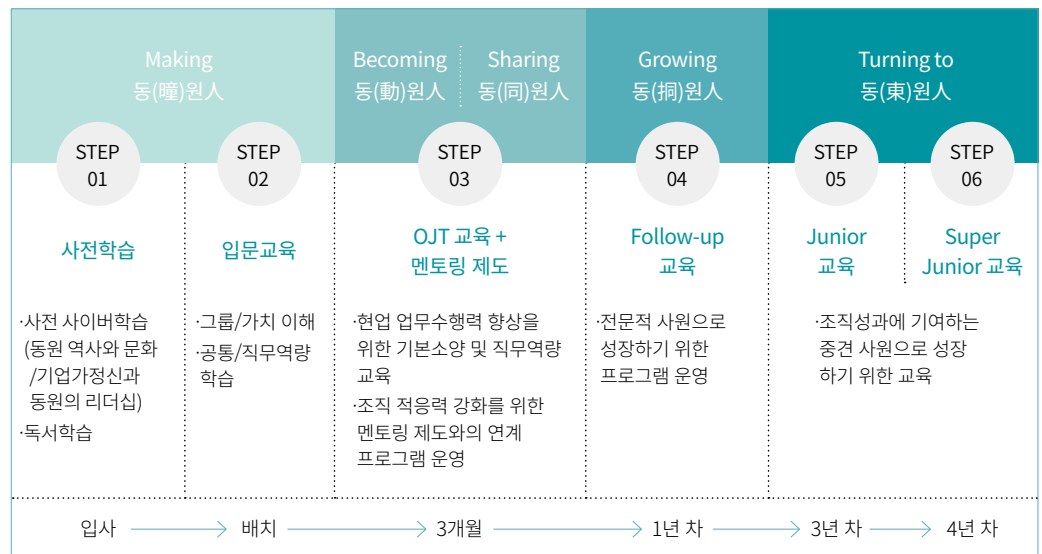 Making
동(曈)원人
Becoming
동(動)원人
Sharing
동(同)원人
Growing
동(挏)원人
Turning to
동(東)원人
STEP
01
사전학습
·사전 사이버학습
(동원 역사와 문화
/기업가정신과
동원의 리더십)
·독서학습
STEP
02
입문교육
·그룹/가치 이해
·공통/직무역량
학습
STEP
03
OJT 교육 +
멘토링 제도
·현업 업무수행력 향상을
위한 기본소양 및 직무역량
교육
·조직 적응력 강화를 위한
멘토링 제도와의 연계
프로그램 운영
STEP
04
Follow-up
교육
·전문적 사원으로
성장하기 위한
프로그램 운영
STEP
05
Junior
교육
STEP
06
Super
Junior 교육
·조직성과에 기여하는
중견 사원으로 성장
하기 위한 교육
입사 → 배치 → 3개월 → 1년 차 → 3년 차 → 4년 차